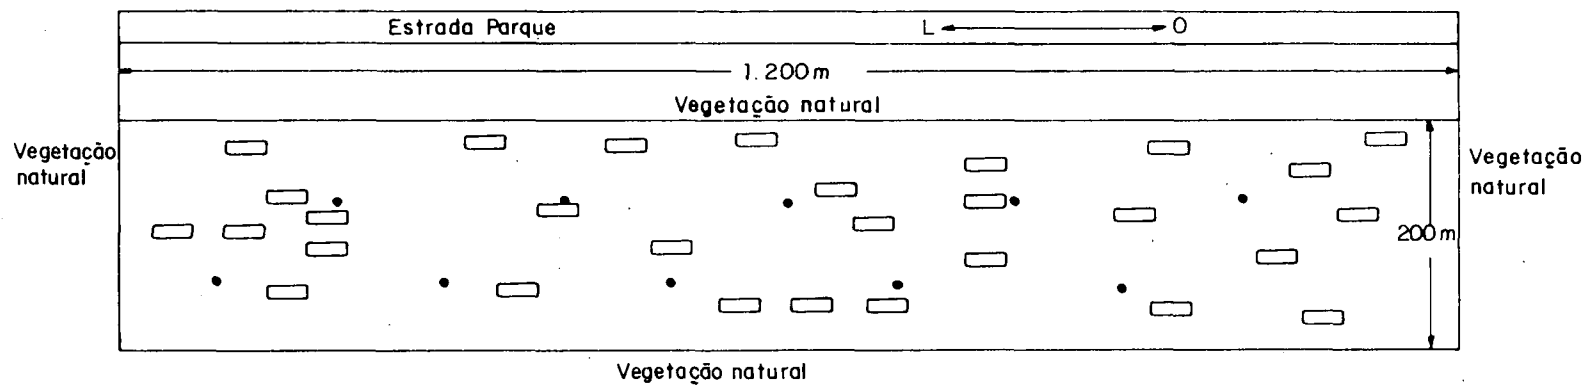 Estrada Parque
L O
1.200m
Vegetação natural
Vegetação
natural
Vegetação
natural
200m
Vegetação natural